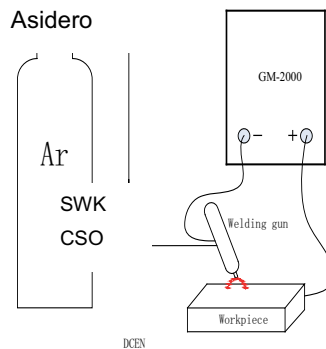 Asidero
GM-2000
− +
Ar
SWK
CSO
Welding gun
Workpiece
DCEN